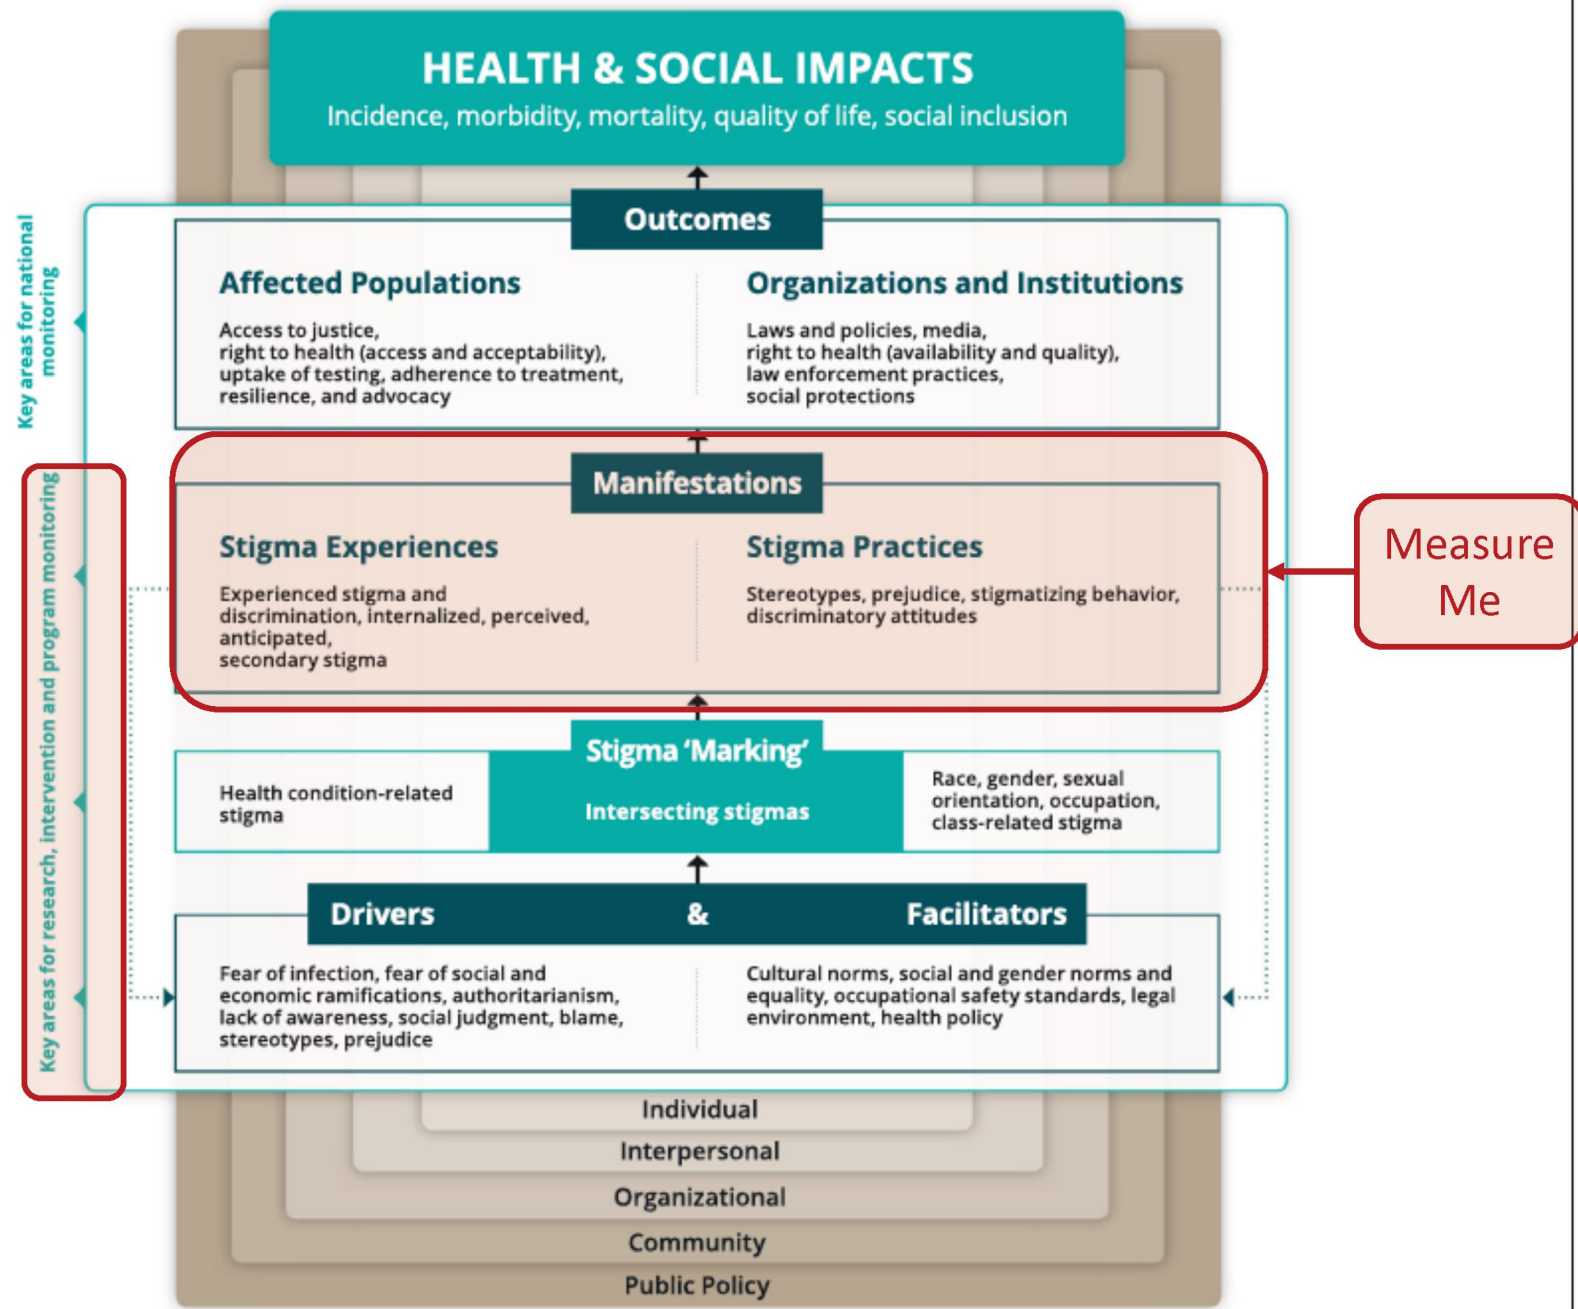 HEALTH & SOCIAL IMPACTS
Incidence, morbidity, mortality, quality of life, social inclusion
Key areas for national
monitoring
Outcomes
Affected Populations
Access to justice,
right to health (access and acceptability),
uptake of testing, adherence to treatment,
resilience, and advocacy
Organizations and Institutions
Laws and policies, media,
right to health (availability and quality),
law enforcement practices,
social protections
Key areas for research, intervention and program monitoring
Manifestations
Stigma Experiences
Experienced stigma and
discrimination, internalized, perceived,
anticipated,
secondary stigma
Stigma Practices
Stereotypes, prejudice, stigmatizing behavior,
discriminatory attitudes
Measure
Me
Stigma ‘Marking’
Health condition-related
stigma
Intersecting stigmas
Race, gender, sexual
orientation, occupation,
class-related stigma
Drivers & Facilitators
Fear of infection, fear of social and
economic ramifications, authoritarianism,
lack of awareness, social judgment, blame,
stereotypes, prejudice
Cultural norms, social and gender norms and
equality, occupational safety standards, legal
environment, health policy
Individual
Interpersonal
Organizational
Community
Public Policy